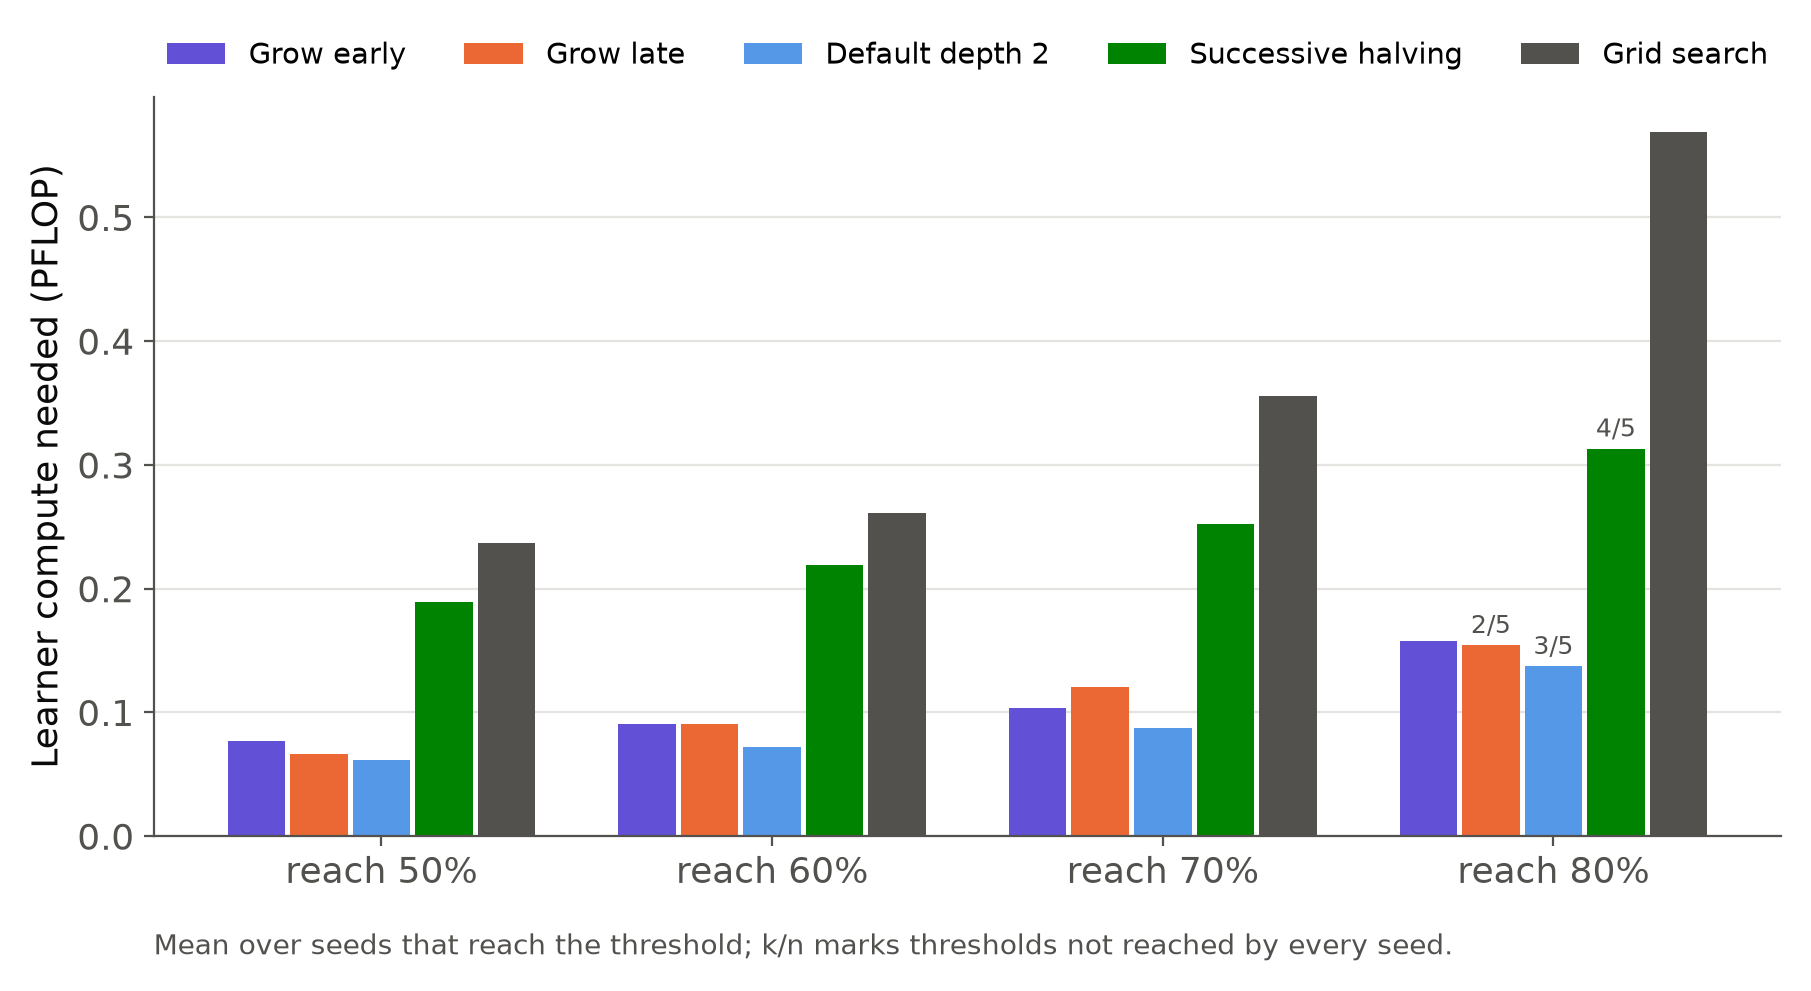 Grow early Grow late Default depth 2 Successive halving Grid search
Learner compute needed (PFLOP)
0.5
0.4
0.3
0.2
0.1
0.0
4/5
2/5
3/5
reach 50% reach 60% reach 70% reach 80%
Mean over seeds that reach the threshold; k/n marks thresholds not reached by every seed.